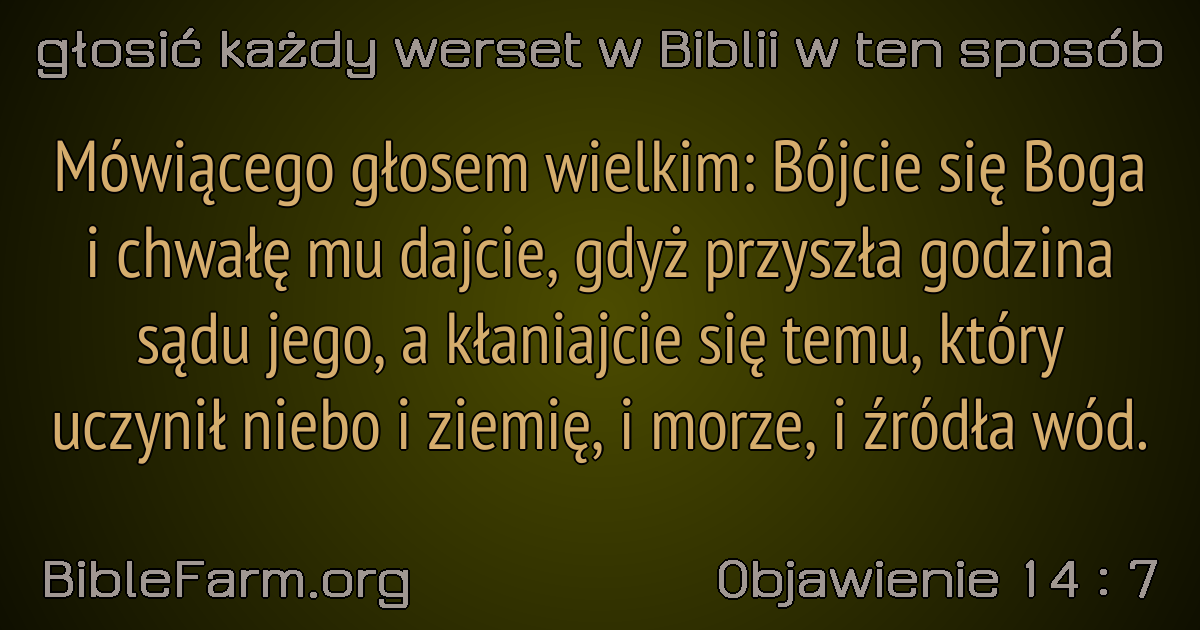 głosić każdy werset w Biblii w ten sposób
Mówiącego głosem wielkim: Bójcie się Boga
i chwałę mu dajcie, gdyż przyszła godzina
sądu jego, a kłaniajcie się temu, który
uczynił niebo i ziemię, i morze, i źródła wód.
BibleFarm.org
Objawienie 14 : 7